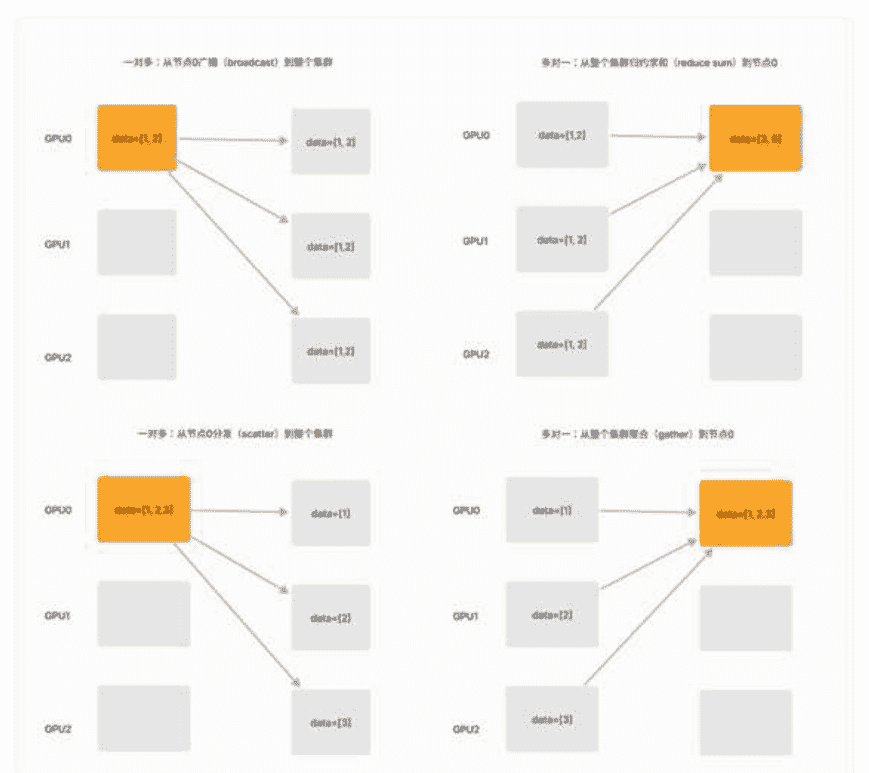 一对多：从节点0广播（broadcast）到整个集群
GPU0
data=[1, 2]
data=[1, 2]
GPU1
data=[1,2]
GPU2
data=[1,2]
多对一：从整个集群归约求和（reduce sum）到节点0
GPU0
data=[1,2]
data=[3, 6]
GPU1
data=[1, 2]
GPU2
data=[1, 2]
一对多：从节点0分发（scatter）到整个集群
GPU0
data=[1, 2,3]
data=[1]
GPU1
data=[2]
GPU2
data=[3]
多对一：从整个集群聚合（gather）到节点0
GPU0
data=[1]
data=[1, 2,3]
GPU1
data=[2]
GPU2
data=[3]